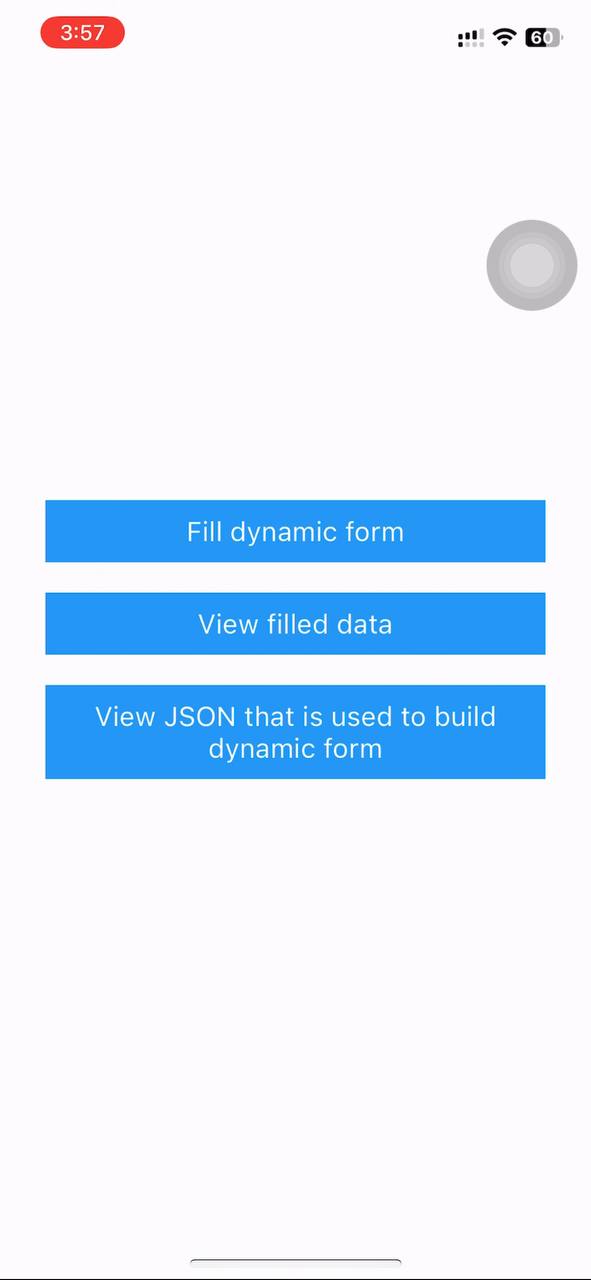 3:57
60
Fill dynamic form
View filled data
View JSON that is used to build
dynamic form